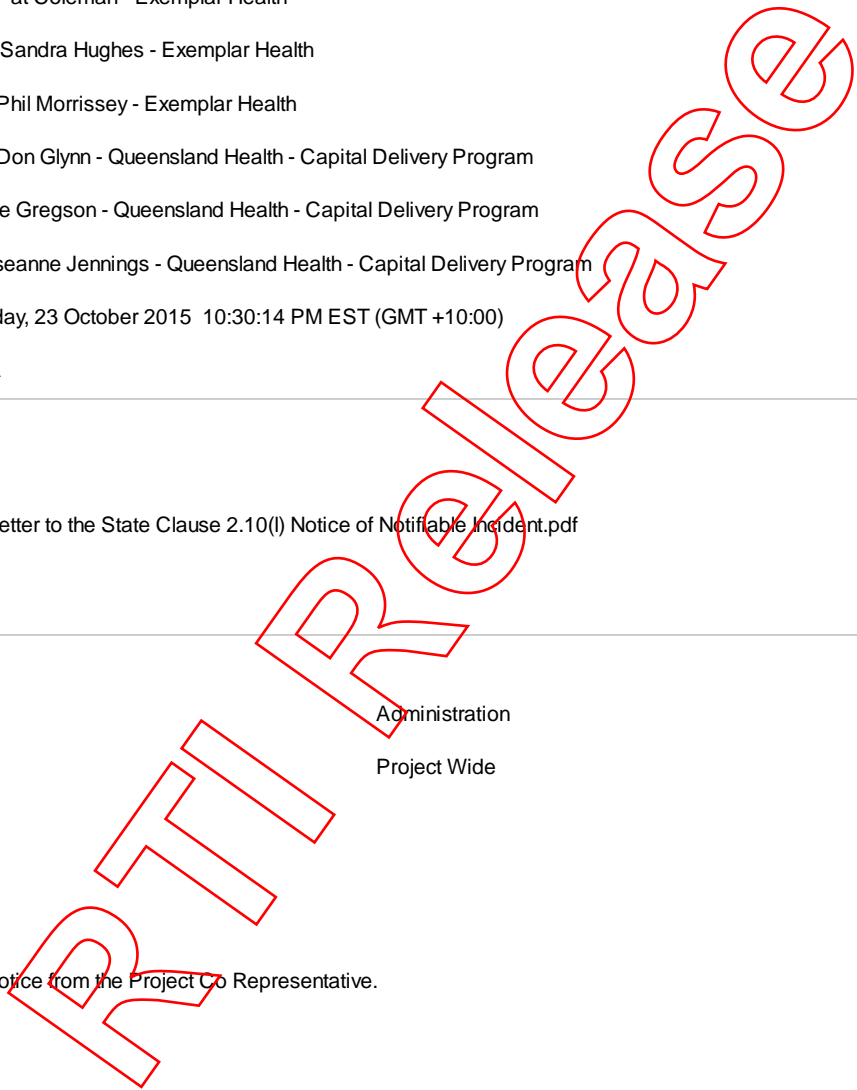 at Coleman - Exemplar Health
Sandra Hughes - Exemplar Health
Phil Morrissey - Exemplar Health
Don Glynn - Queensland Health - Capital Delivery Program
e Gregson - Queensland Health - Capital Delivery Program
seanne Jennings - Queensland Health - Capital Delivery Program
day, 23 October 2015 10:30:14 PM EST (GMT +10:00)
etter to the State Clause 2.10(l) Notice of Notifiable Incident.pdf
Administration
Project Wide
otice from the Project Co Representative.
RTI Release